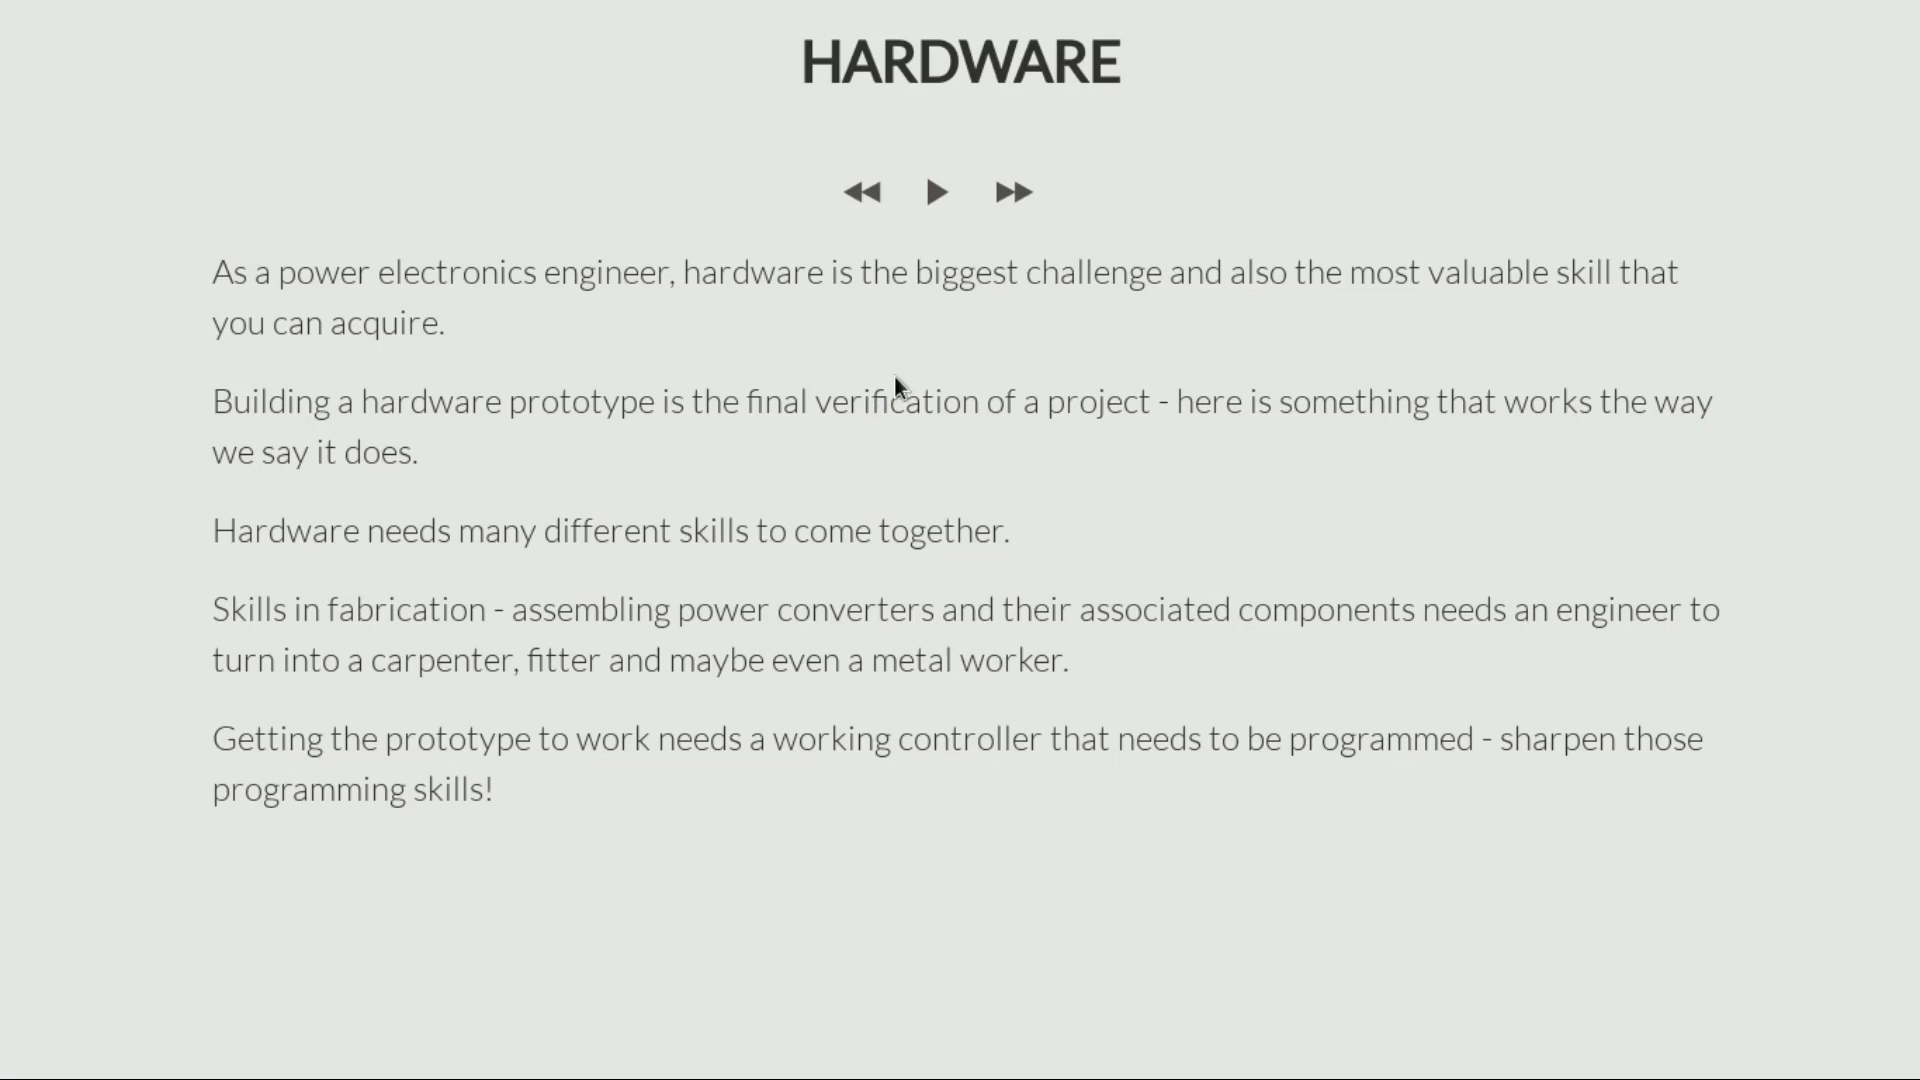 HARDWARE
As a power electronics engineer, hardware is the biggest challenge and also the most valuable skill that
you can acquire.
Building a hardware prototype is the final verification of a project - here is something that works the way
we say it does.
Hardware needs many different skills to come together.
Skills in fabrication - assembling power converters and their associated components needs an engineer to
turn into a carpenter, fitter and maybe even a metal worker.
Getting the prototype to work needs a working controller that needs to be programmed - sharpen those
programming skills!